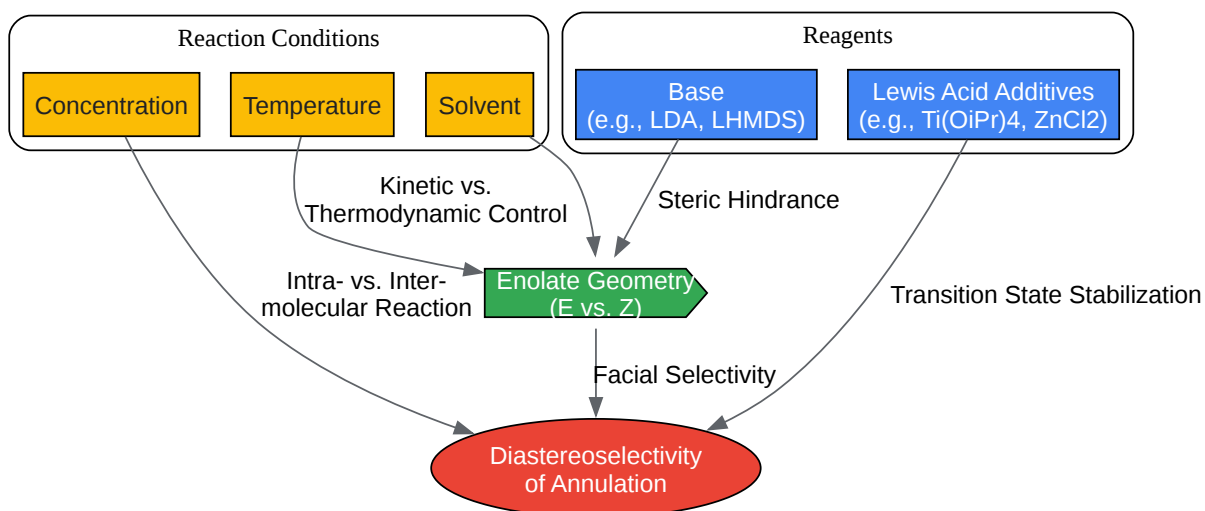 Reaction Conditions
Reagents
Concentration
Temperature
Solvent
Base
(e.g., LDA, LHMDS)
Lewis Acid Additives
(e.g., Ti(OiPr)4, ZnCl2)
Kinetic vs.
Thermodynamic Control
Steric Hindrance
Intra- vs. Inter-
molecular Reaction
Enolate Geometry
(E vs. Z)
Transition State Stabilization
Facial Selectivity
Diastereoselectivity
of Annulation